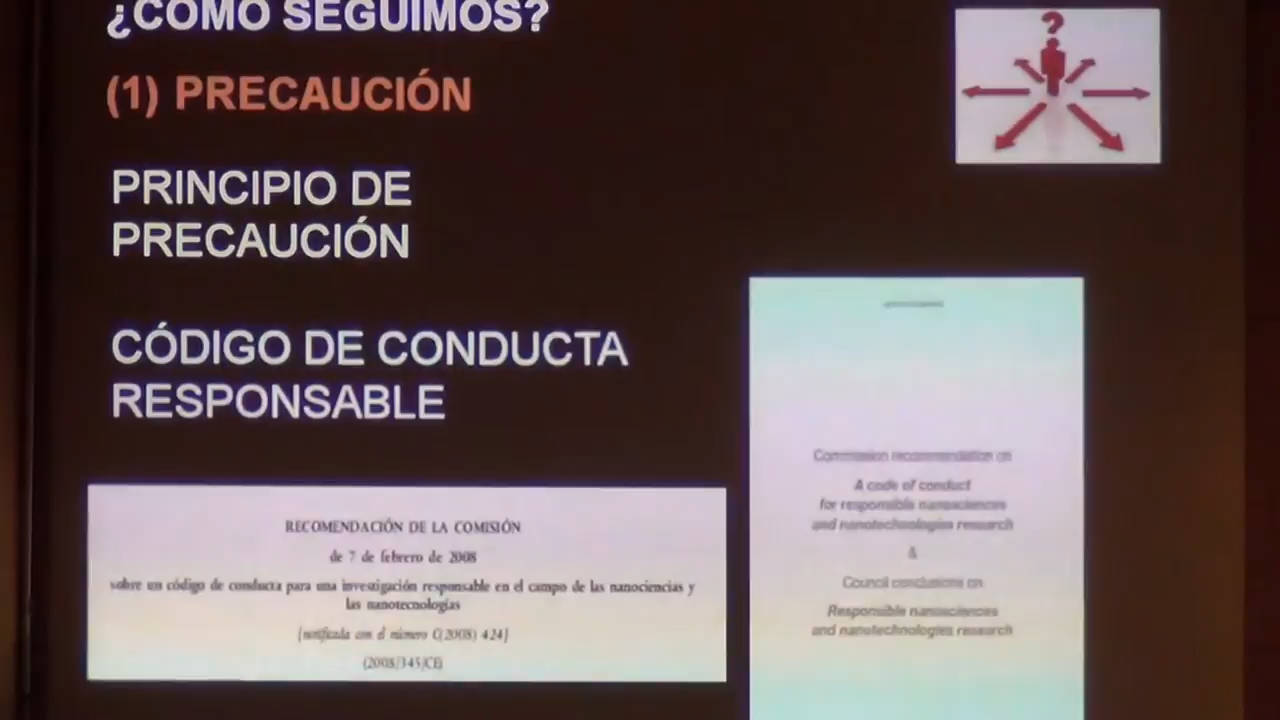 ¿CÓMO SEGUIMOS?
(1) PRECAUCIÓN
?
PRINCIPIO DE
PRECAUCIÓN
CÓDIGO DE CONDUCTA
RESPONSABLE
RECOMENDACIÓN DE LA COMISIÓN
de 7 de febrero de 2008
sobre un código de conducta para una investigación responsable en el campo de las nanociencias y
las nanotecnologías
[notificada con el número C(2008) 424]
(2008/345/CE)
Commission recommendation on
A code of conduct
for responsible nanosciences
and nanotechnologies research
&
Council conclusions on
Responsible nanosciences
and nanotechnologies research